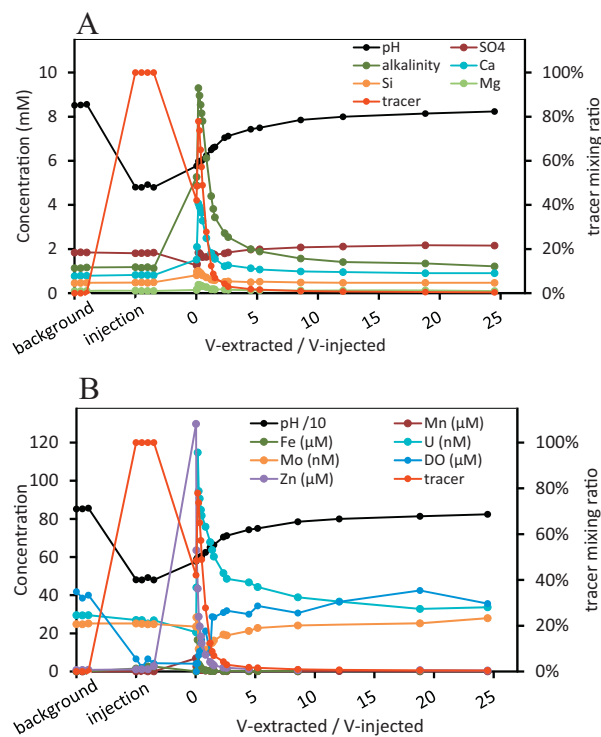 A
pH
SO4
alkalinity
Ca
Si
Mg
tracer
Concentration (mM)
10
8
6
4
2
0
100%
80%
60%
40%
20%
0%
tracer mixing ratio
background
injection
0
5
10
15
20
25
V-extracted / V-injected
B
pH /10
Mn (µM)
Fe (µM)
U (nM)
Mo (nM)
DO (µM)
Zn (µM)
tracer
Concentration
120
100
80
60
40
20
0
100%
80%
60%
40%
20%
0%
tracer mixing ratio
background
injection
0
5
10
15
20
25
V-extracted / V-injected